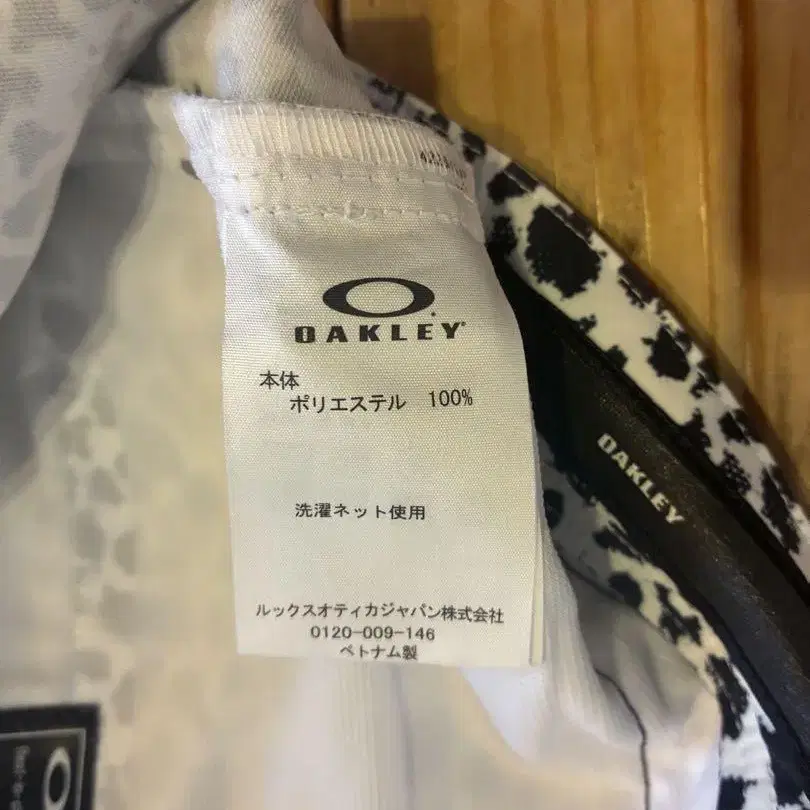 OAKLEY
本体
ポリエステル 100%
洗濯ネット使用
ルックスオティカジャパン株式会社
0120-009-146
ベトナム製
OAKLEY